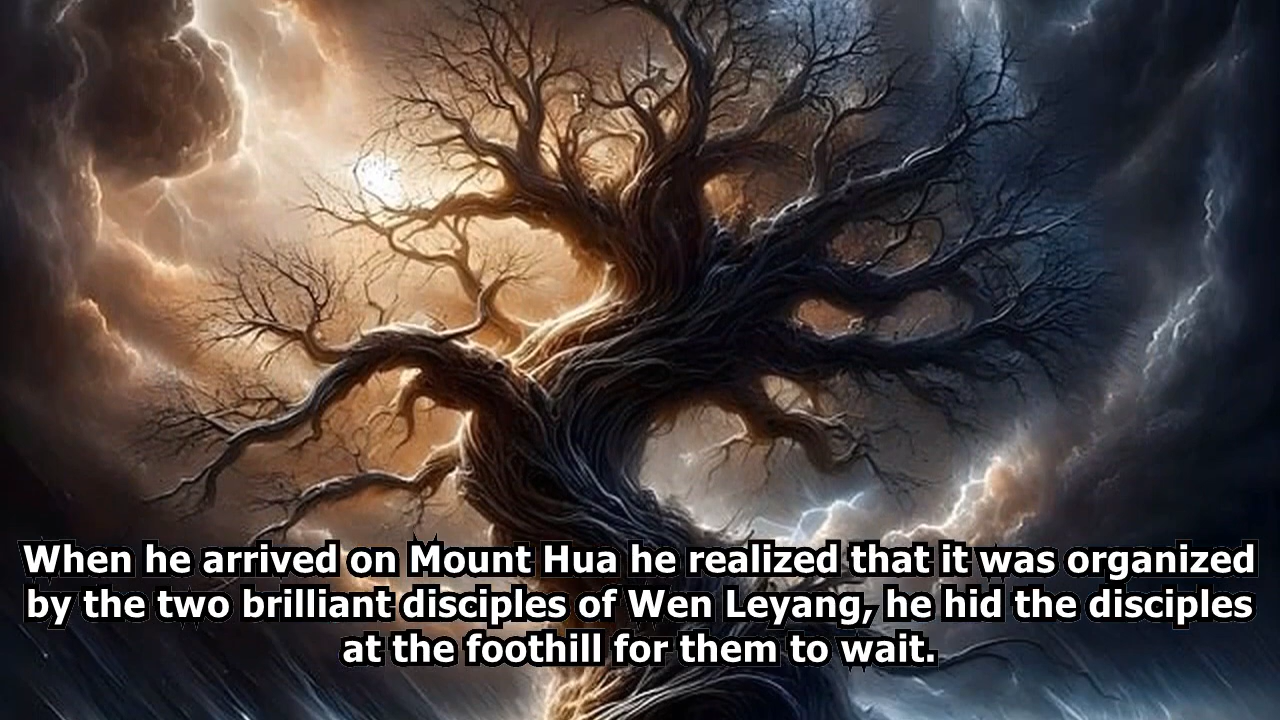 When he arrived on Mount Hua he realized that it was organized
by the two brilliant disciples of Wen Leyang, he hid the disciples
at the foothill for them to wait.